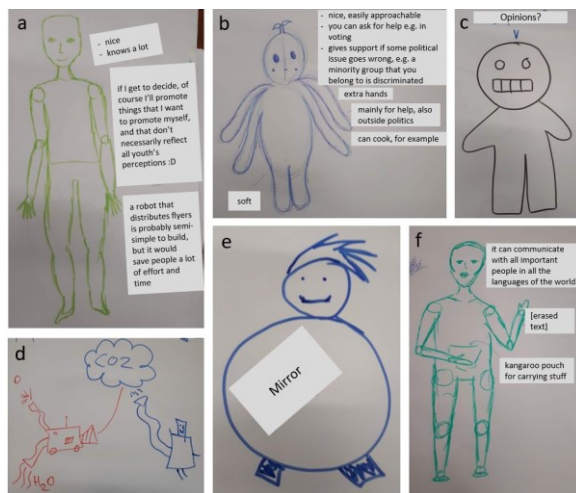 a
- nice
- knows a lot
if I get to decide, of
course I'll promote
things that I want
to promote myself,
and that don't
necessarily reflect
all youth's
perceptions :D
a robot that
distributes flyers
is probably semi-
simple to build,
but it would
save people a lot
of effort and
time
b
- nice, easily approachable
- you can ask for help e.g. in
voting
- gives support if some political
issue goes wrong, e.g. a
minority group that you
belong to is discriminated
extra hands
mainly for help, also
outside politics
can cook, for example
soft
c
Opinions?
d
CO2
H2O
e
Mirror
f
it can communicate
with all important
people in all the
languages of the world
[erased
text]
kangaroo pouch
for carrying stuff